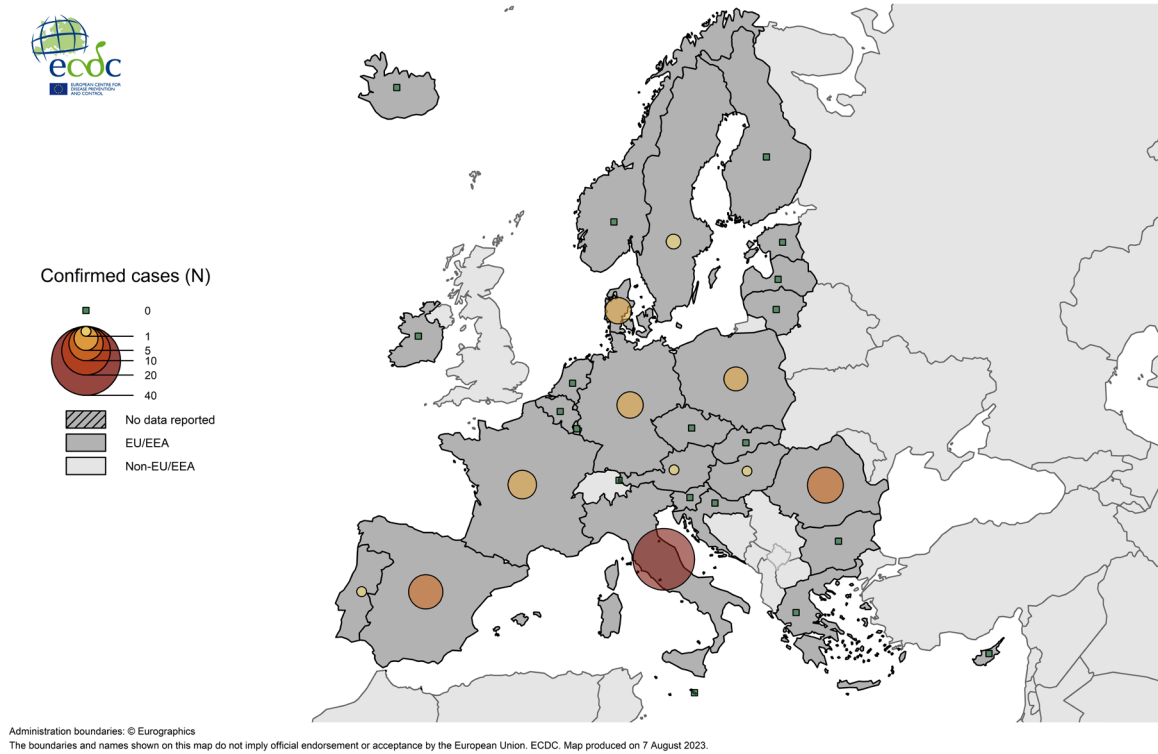 ecdc
EUROPEAN CENTRE FOR
DISEASE PREVENTION
AND CONTROL
Confirmed cases (N)
0
1
5
10
20
40
No data reported
EU/EEA
Non-EU/EEA
Administration boundaries: © Eurographics
The boundaries and names shown on this map do not imply official endorsement or acceptance by the European Union. ECDC. Map produced on 7 August 2023.